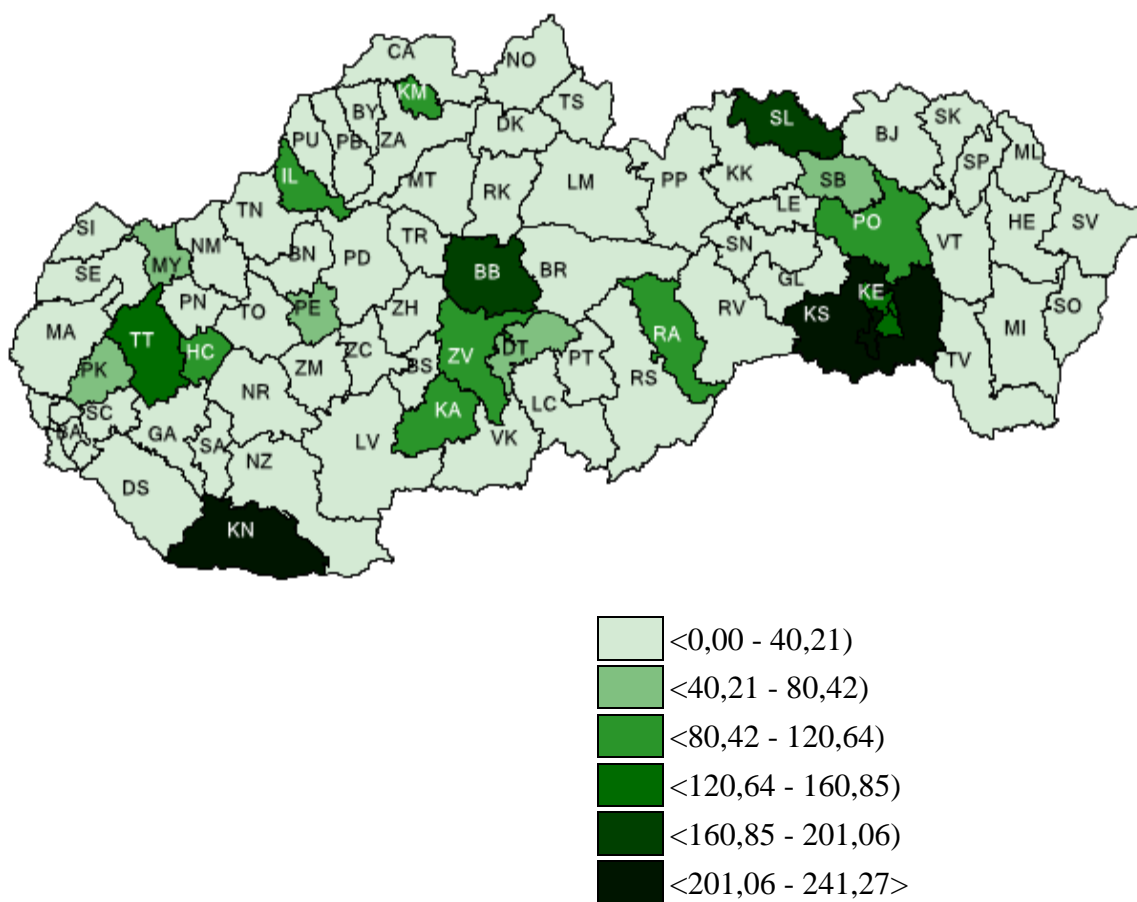 CA
NO
KM
BY
TS
PU
PB
ZA
DK
SL
BJ
SK
SP
ML
IL
MT
RK
LM
PP
KK
SB
TN
LE
PO
SI
NM
TR
SN
VT
HE
SV
SE
MY
BN
PD
BB
BR
GL
PN
TO
PE
ZH
RV
KE
KS
SO
MA
TT
HC
ZC
ZV
DT
PT
RA
MI
PK
ZM
BS
RS
TV
NR
SC
KA
LC
BA
GA
SA
NZ
LV
VK
DS
KN
<0,00 - 40,21)
<40,21 - 80,42)
<80,42 - 120,64)
<120,64 - 160,85)
<160,85 - 201,06)
<201,06 - 241,27>